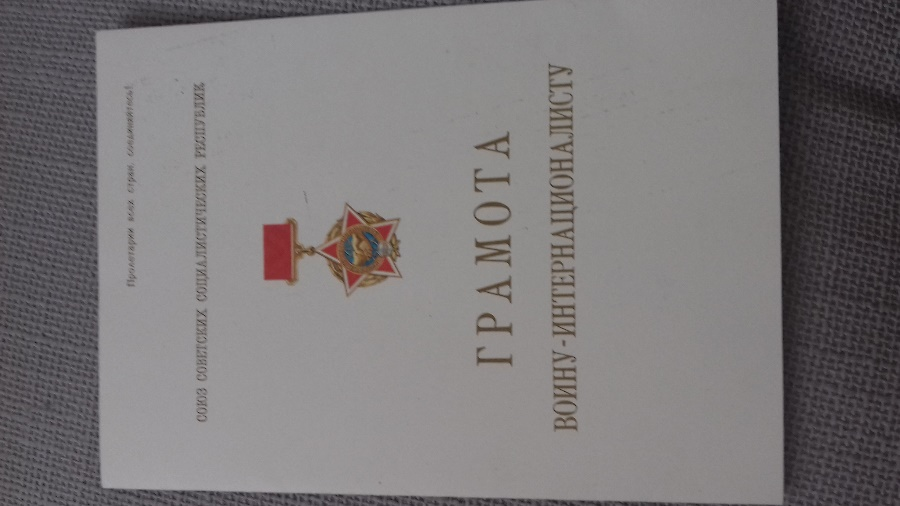 Пролетарии всех стран, соединяйтесь!
СОЮЗ СОВЕТСКИХ СОЦИАЛИСТИЧЕСКИХ РЕСПУБЛИК
ГРАМОТА
ВОИНУ-ИНТЕРНАЦИОНАЛИСТУ